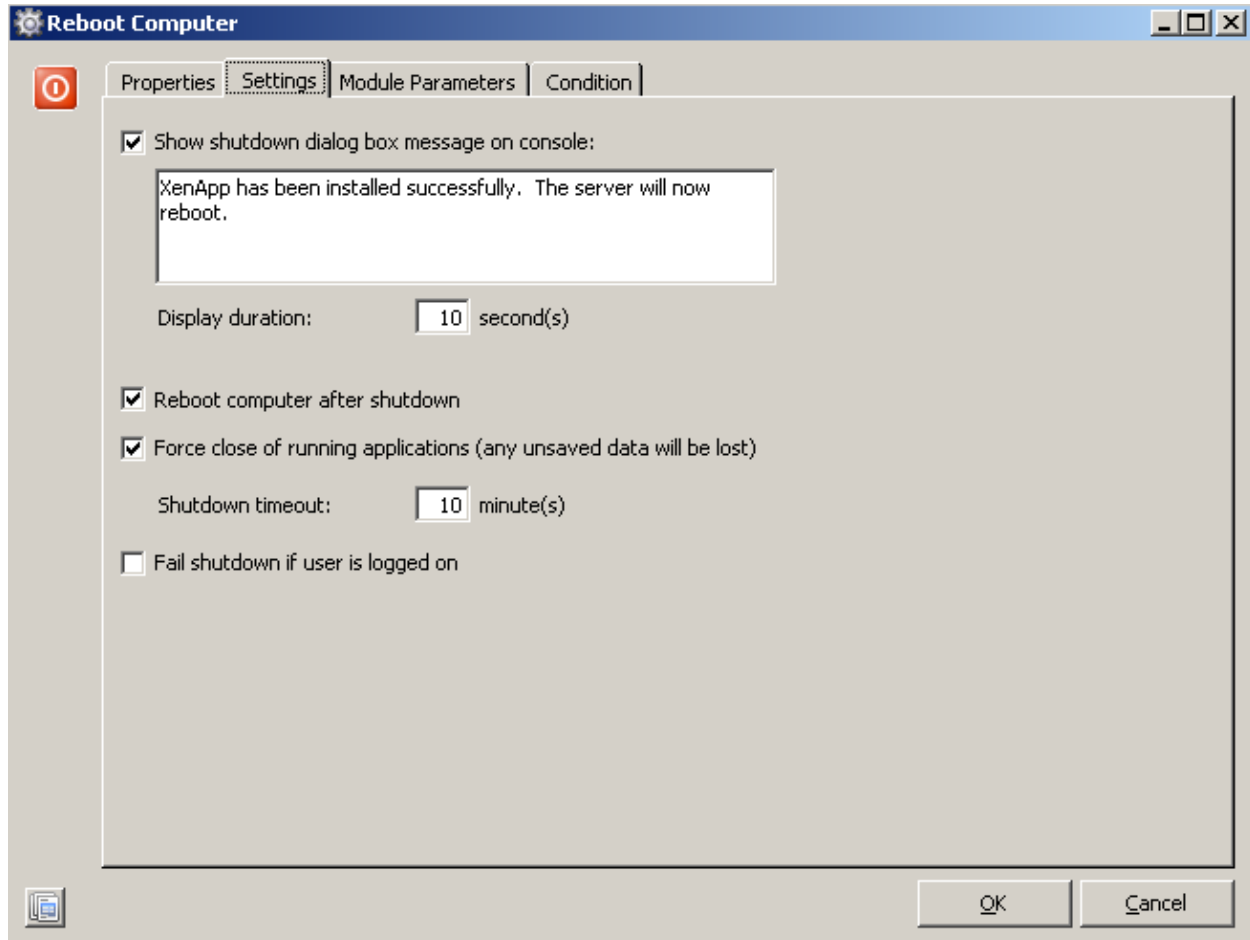 Reboot Computer
Properties Settings Module Parameters Condition
Show shutdown dialog box message on console:
XenApp has been installed successfully.  The server will now
reboot.
Display duration: 10 second(s)
Reboot computer after shutdown
Force close of running applications (any unsaved data will be lost)
Shutdown timeout: 10 minute(s)
Fail shutdown if user is logged on
OK Cancel